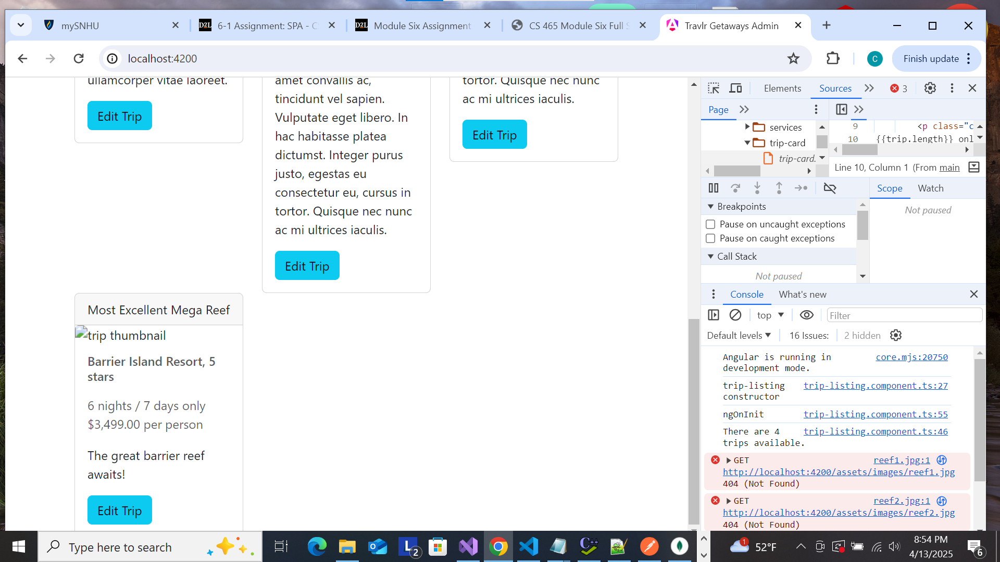 mySNHU
6-1 Assignment: SPA - C
Module Six Assignment
CS 465 Module Six Full S
Travlr Getaways Admin
localhost:4200
C
Finish update
ullamcorper vitae laoreet.
Edit Trip
amet convallis ac,
tincidunt vel sapien.
Vulputate eget libero. In
hac habitasse platea
dictumst. Integer purus
justo, egestas eu
consectetur eu, cursus in
tortor. Quisque nec nunc
ac mi ultrices iaculis.
Edit Trip
tortor. Quisque nec nunc
ac mi ultrices iaculis.
Edit Trip
Most Excellent Mega Reef
trip thumbnail
Barrier Island Resort, 5
stars
6 nights / 7 days only
$3,499.00 per person
The great barrier reef
awaits!
Edit Trip
Elements
Sources
3
Page
services
trip-card
trip-card.
9 <p class="c
10 {{trip.length}} onl
Line 10, Column 1 (From main
Scope
Watch
Not paused
Breakpoints
Pause on uncaught exceptions
Pause on caught exceptions
Call Stack
Not paused
Console
What's new
top
Filter
Default levels
16 Issues:
2 hidden
Angular is running in core.mjs:20750
development mode.
trip-listing trip-listing.component.ts:27
constructor
ngOnInit trip-listing.component.ts:55
There are 4 trip-listing.component.ts:46
trips available.
GET reef1.jpg:1
http://localhost:4200/assets/images/reef1.jpg
404 (Not Found)
GET reef2.jpg:1
http://localhost:4200/assets/images/reef2.jpg
404 (Not Found)
Type here to search
L
2
C++
1
52°F
8:54 PM
4/13/2025
6